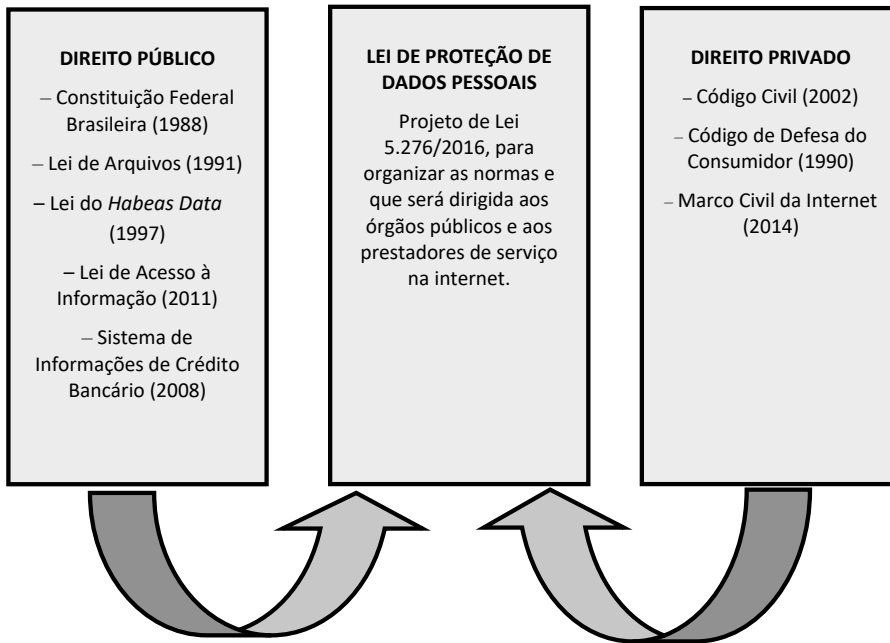 DIREITO PÚBLICO
– Constituição Federal
Brasileira (1988)
– Lei de Arquivos (1991)
– Lei do Habeas Data
(1997)
– Lei de Acesso à
Informação (2011)
– Sistema de
Informações de Crédito
Bancário (2008)
LEI DE PROTEÇÃO DE
DADOS PESSOAIS
Projeto de Lei
5.276/2016, para
organizar as normas e
que será dirigida aos
órgãos públicos e aos
prestadores de serviço
na internet.
DIREITO PRIVADO
– Código Civil (2002)
– Código de Defesa do
Consumidor (1990)
– Marco Civil da Internet
(2014)